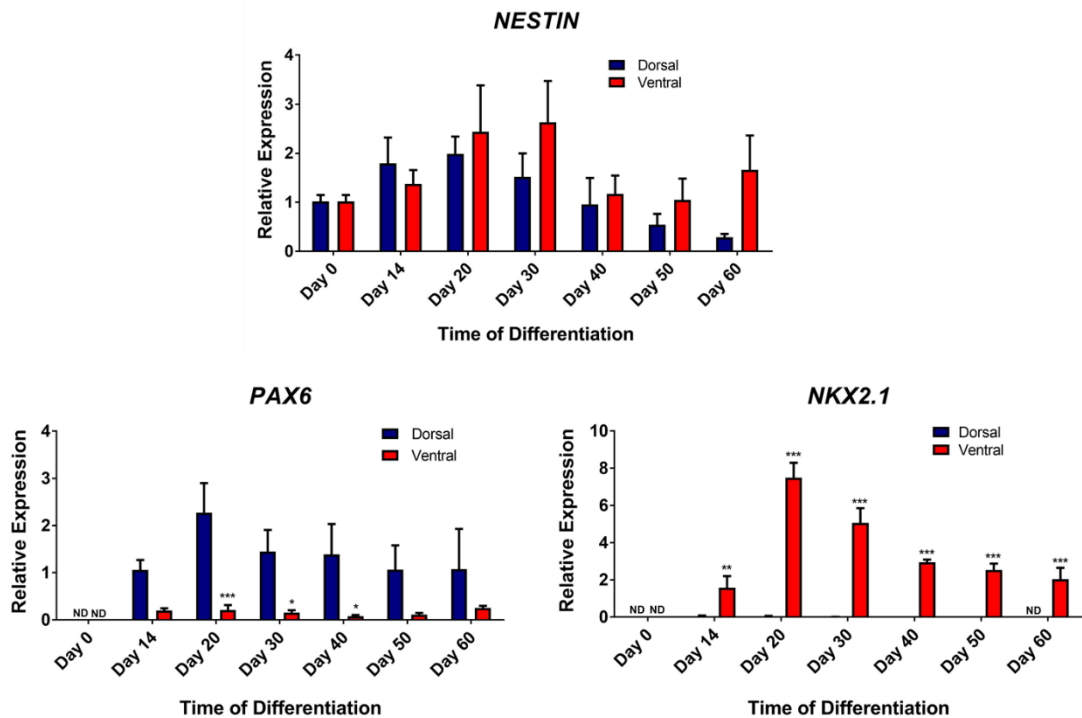 NESTIN
4
3
2
1
0
Relative Expression
Dorsal
Ventral
Day 0
Day 14
Day 20
Day 30
Day 40
Day 50
Day 60
Time of Differentiation
PAX6
4
3
2
1
0
Relative Expression
Dorsal
Ventral
ND ND
***
*
*
Day 0
Day 14
Day 20
Day 30
Day 40
Day 50
Day 60
Time of Differentiation
NKX2.1
10
8
6
4
2
0
Relative Expression
Dorsal
Ventral
ND ND
**
***
***
***
***
ND
***
Day 0
Day 14
Day 20
Day 30
Day 40
Day 50
Day 60
Time of Differentiation